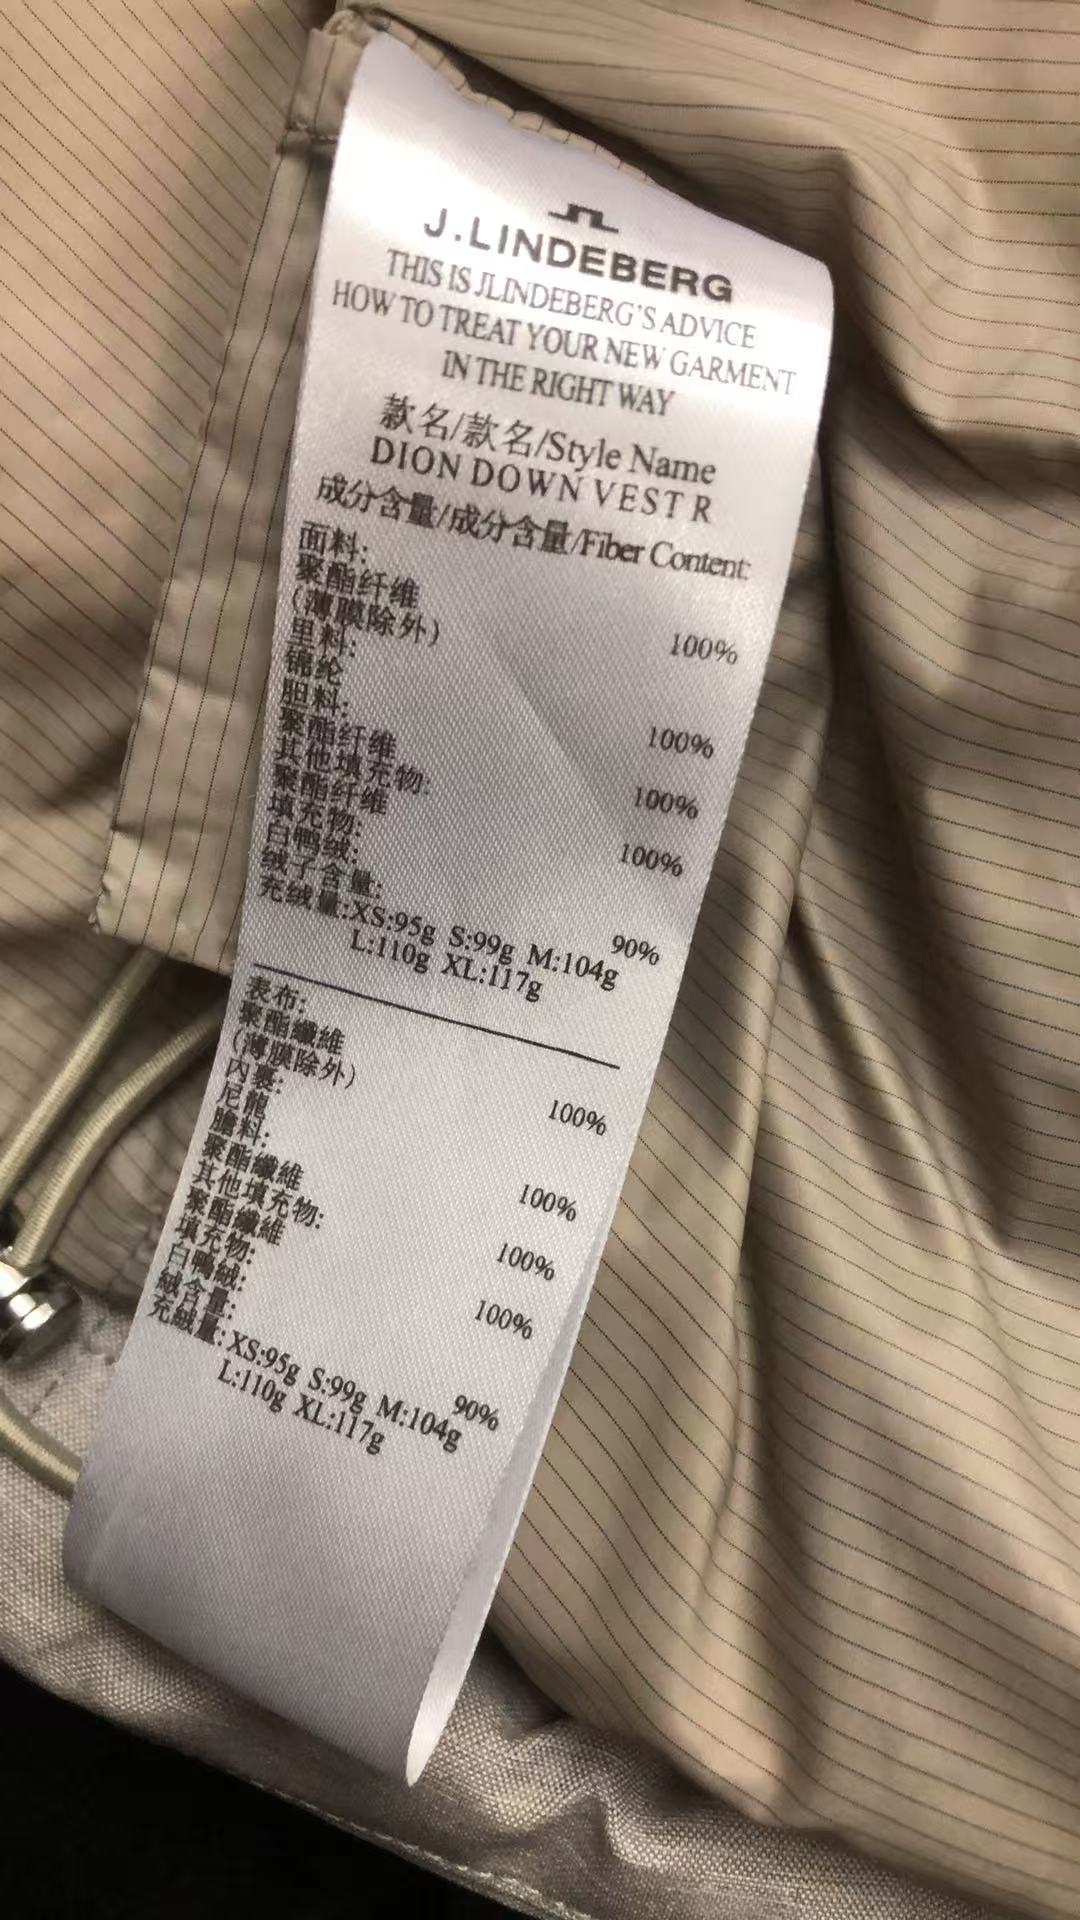 J.LINDEBERG
THIS IS JLINDEBERG'S ADVICE
HOW TO TREAT YOUR NEW GARMENT
IN THE RIGHT WAY
款名/款名/Style Name
DION DOWN VEST R
成分含量/成分含量/Fiber Content:
面料:
聚酯纤维 100%
(薄膜除外)
里料:
锦纶 100%
胆料:
聚酯纤维 100%
其他填充物:
聚酯纤维 100%
填充物:
白鸭绒:
绒子含量: 90%
充绒量:XS:95g S:99g M:104g
L:110g XL:117g
表布:
聚酯纖維 100%
(薄膜除外)
內裏:
尼龍 100%
膽料:
聚酯纖維 100%
其他填充物:
聚酯纖維 100%
填充物:
白鴨絨:
絨含量: 90%
充絨量:XS:95g S:99g M:104g
L:110g XL:117g